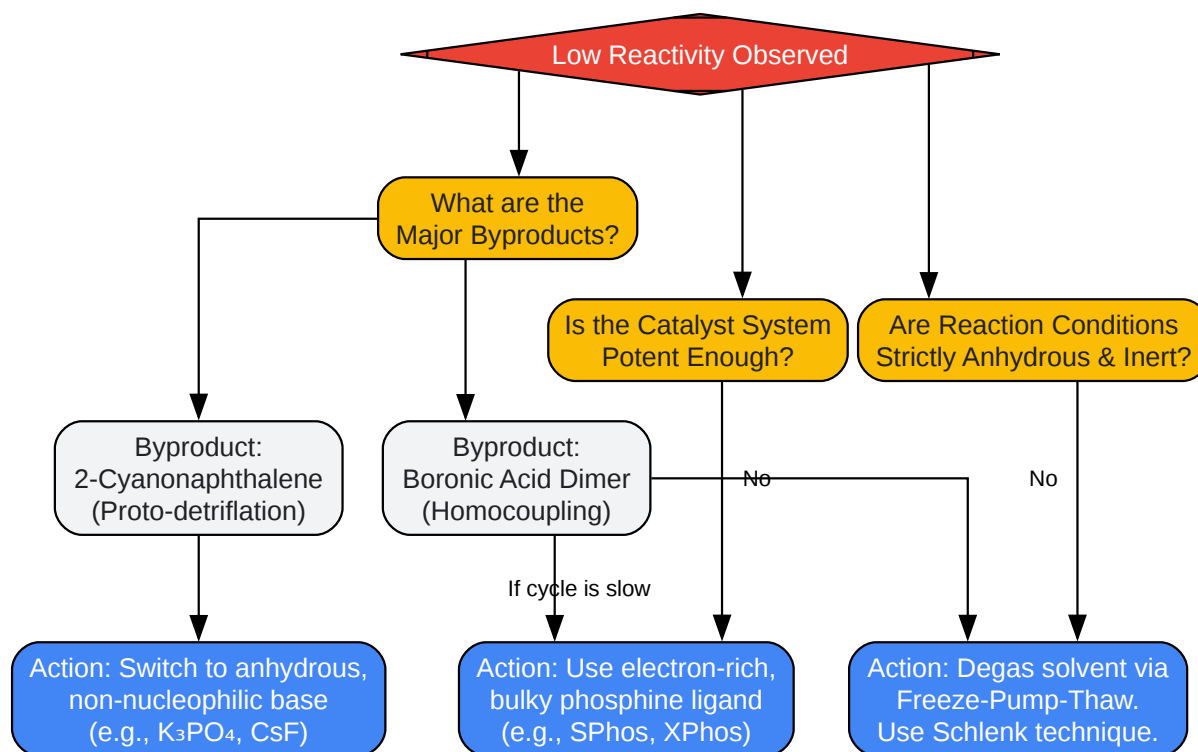 Low Reactivity Observed
What are the
Major Byproducts?
Is the Catalyst System
Potent Enough?
Are Reaction Conditions
Strictly Anhydrous & Inert?
Byproduct:
2-Cyanonaphthalene
(Proto-detriflation)
Byproduct:
Boronic Acid Dimer
(Homocoupling)
No
No
If cycle is slow
Action: Switch to anhydrous,
non-nucleophilic base
(e.g., K₃PO₄, CsF)
Action: Use electron-rich,
bulky phosphine ligand
(e.g., SPhos, XPhos)
Action: Degas solvent via
Freeze-Pump-Thaw.
Use Schlenk technique.